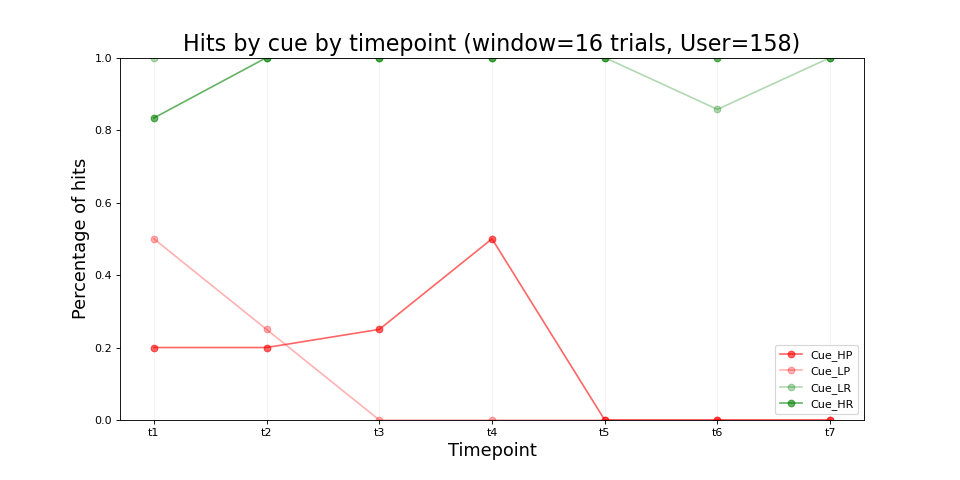 Hits by cue by timepoint (window=16 trials, User=158)
Percentage of hits
1.0
0.8
0.6
0.4
0.2
0.0
t1 t2 t3 t4 t5 t6 t7
Timepoint
Cue_HP
Cue_LP
Cue_LR
Cue_HR